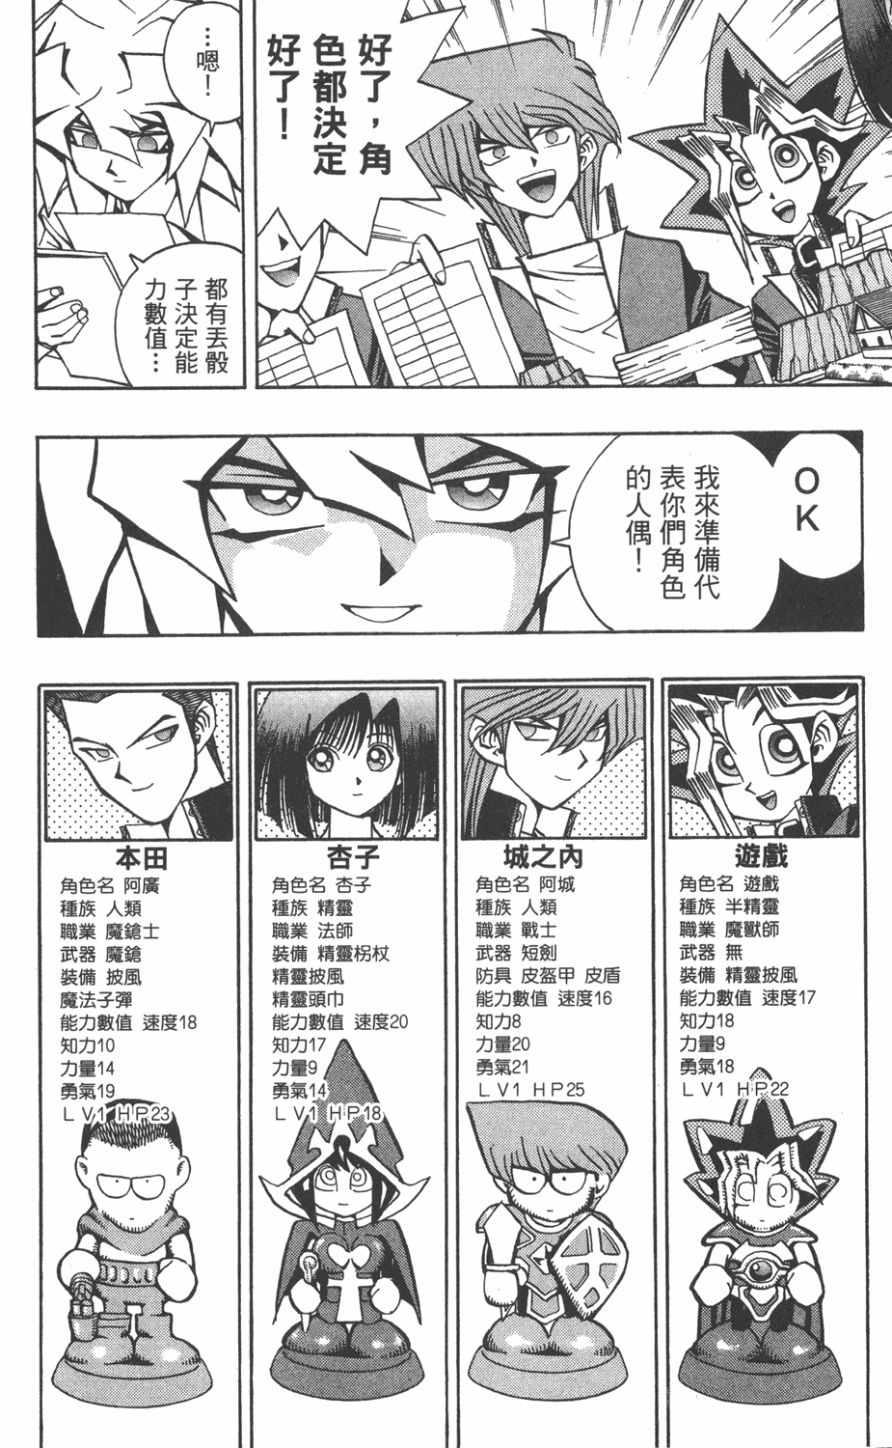 好了，角
色都決定
好了！
…嗯！
都有丟骰
子決定能
力數值…
OK
我來準備代
表你們角色
的人偶！
遊戲
角色名 遊戲
種族 半精靈
職業 魔獸師
武器 無
裝備 精靈披風
能力數值 速度17
知力18
力量9
勇氣18
LV1 HP22
城之內
角色名 阿城
種族 人類
職業 戰士
武器 短劍
防具 皮盔甲 皮盾
能力數值 速度16
知力8
力量20
勇氣21
LV1 HP25
杏子
角色名 杏子
種族 精靈
職業 法師
裝備 精靈柺杖
精靈披風
精靈頭巾
能力數值 速度20
知力17
力量9
勇氣14
LV1 HP18
本田
角色名 阿廣
種族 人類
職業 魔鎗士
武器 魔鎗
裝備 披風
魔法子彈
能力數值 速度18
知力10
力量14
勇氣19
LV1 HP23